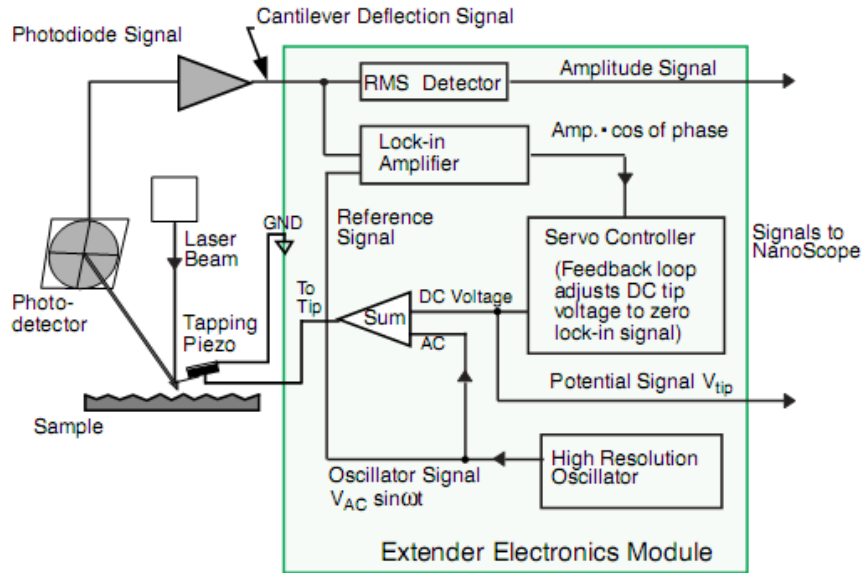 Cantilever Deflection Signal
Photodiode Signal
Amplitude Signal
RMS Detector
Amp. • cos of phase
Lock-in
Amplifier
GND
Reference
Signal
Laser
Beam
Servo Controller
(Feedback loop
adjusts DC tip
voltage to zero
lock-in signal)
Signals to
NanoScope
Photo-
detector
To
Tip
DC Voltage
Sum
AC
Tapping
Piezo
Potential Signal Vtip
Sample
Oscillator Signal
VAC sinωt
High Resolution
Oscillator
Extender Electronics Module